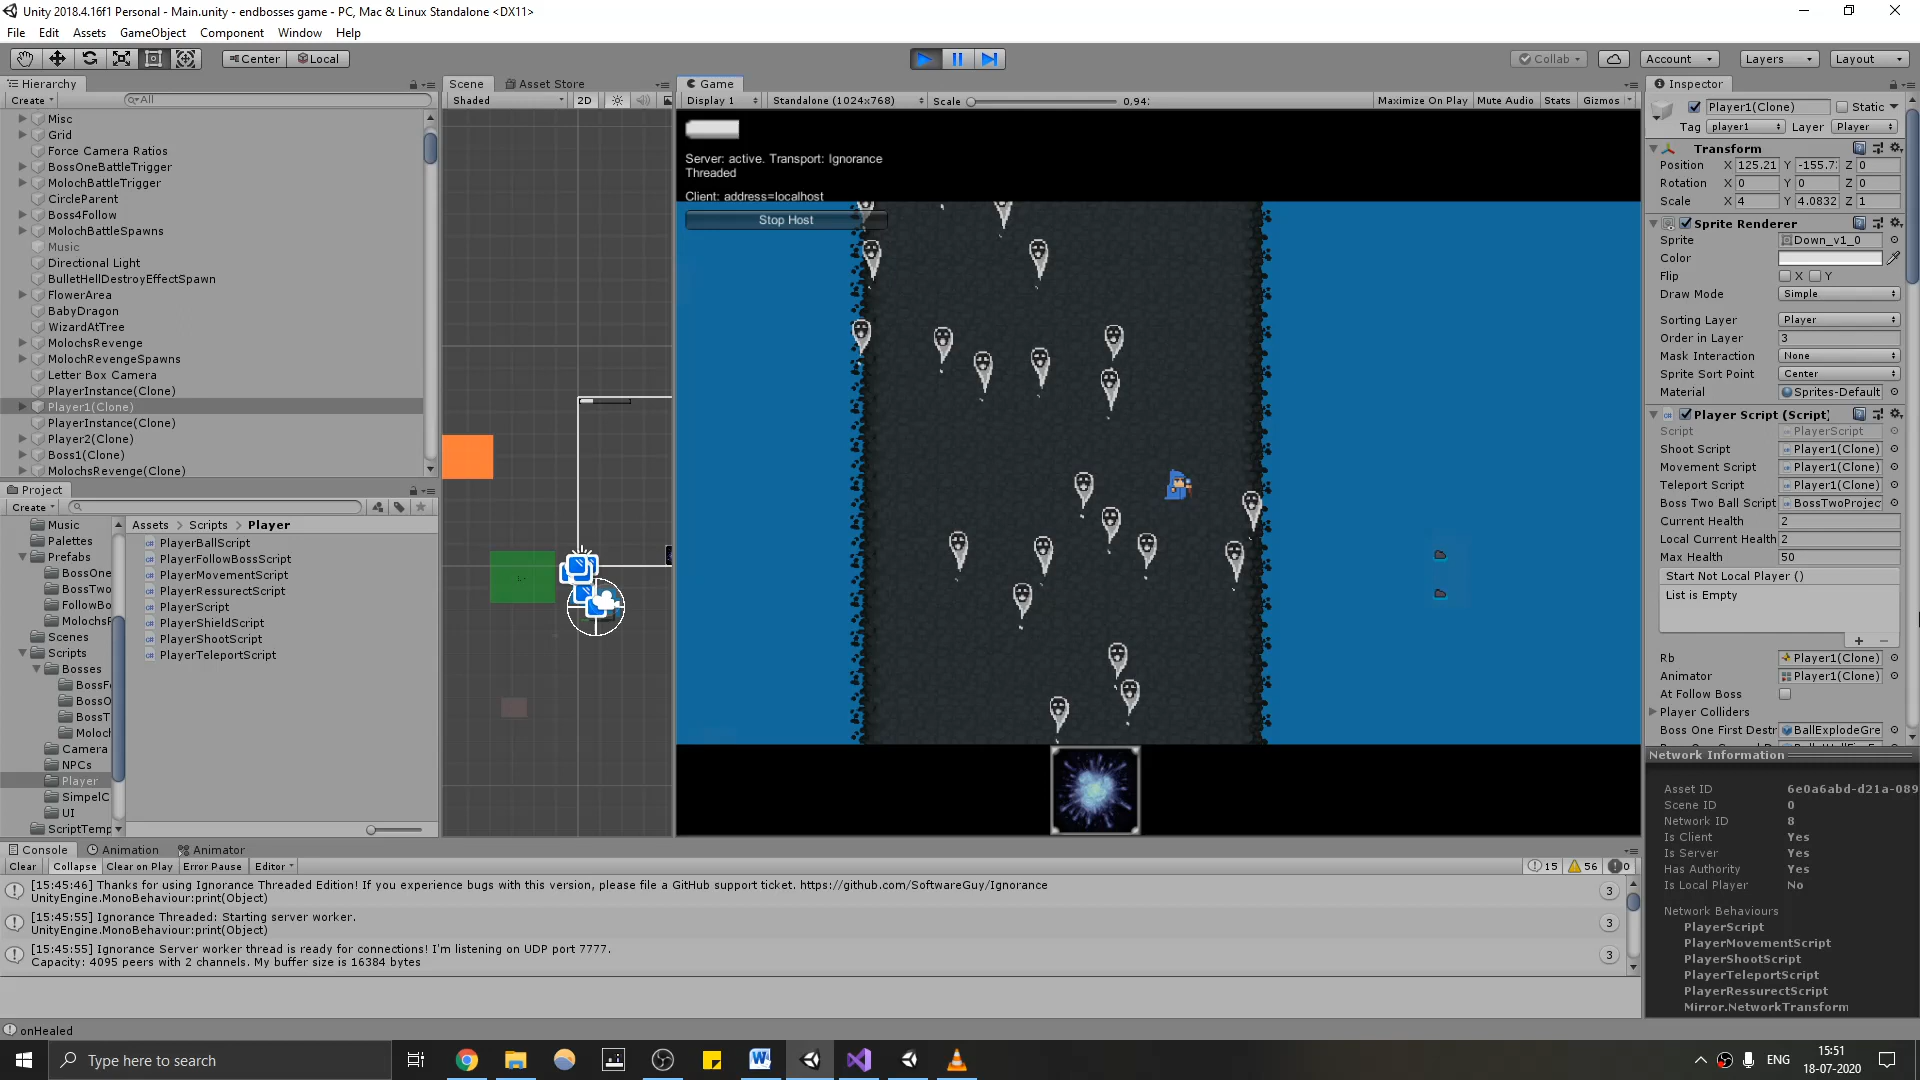 Unity 2018.4.16f1 Personal - Main.unity - endbosses game - PC, Mac & Linux Standalone <DX11>
File Edit Assets GameObject Component Window Help
Center Local
Collab Account Layers Layout
Hierarchy
Create All
Misc
Grid
Force Camera Ratios
BossOneBattleTrigger
MolochBattleTrigger
CircleParent
Boss4Follow
MolochBattleSpawns
Music
Directional Light
BulletHellDestroyEffectSpawn
FlowerArea
BabyDragon
WizardAtTree
MolochsRevenge
MolochRevengeSpawns
Letter Box Camera
PlayerInstance(Clone)
Player1(Clone)
PlayerInstance(Clone)
Player2(Clone)
Boss1(Clone)
MolochsRevenge(Clone)
Project
Create
Music
Palettes
Prefabs
BossOne
BossTwo
FollowBo
MolochsF
Scenes
Scripts
Bosses
BossF
BossO
BossT
Moloch
Camera
NPCs
Player
SimpelC
UI
ScriptTemp
Assets Scripts Player
PlayerBallScript
PlayerFollowBossScript
PlayerMovementScript
PlayerRessurectScript
PlayerScript
PlayerShieldScript
PlayerShootScript
PlayerTeleportScript
Scene Asset Store
Shaded 2D
Game
Display 1 Standalone (1024x768) Scale 0,94: Maximize On Play Mute Audio Stats Gizmos
Server: active. Transport: Ignorance
Threaded
Client: address=localhost
Stop Host
Inspector
Player1(Clone) Static
Tag player1 Layer Player
Transform
Position X 125.21 Y -155.7 Z 0
Rotation X 0 Y 0 Z 0
Scale X 4 Y 4.0832 Z 1
Sprite Renderer
Sprite Down_v1_0
Color
Flip X Y
Draw Mode Simple
Sorting Layer Player
Order in Layer 3
Mask Interaction None
Sprite Sort Point Center
Material Sprites-Default
Player Script (Script)
Script PlayerScript
Shoot Script Player1(Clone)
Movement Script Player1(Clone)
Teleport Script Player1(Clone)
Boss Two Ball Script BossTwoProjec
Current Health 2
Local Current Health 2
Max Health 50
Start Not Local Player ()
List is Empty
Rb Player1(Clone)
Animator Player1(Clone)
At Follow Boss
Player Colliders
Boss One First Destr BallExplodeGre
Network Information
Asset ID 6e0a6abd-d21a-089
Scene ID 0
Network ID 8
Is Client Yes
Is Server Yes
Has Authority Yes
Is Local Player No
Network Behaviours
PlayerScript
PlayerMovementScript
PlayerShootScript
PlayerTeleportScript
PlayerRessurectScript
Mirror.NetworkTransform
Console Animation Animator
Clear Collapse Clear on Play Error Pause Editor 15 56 0
[15:45:46] Thanks for using Ignorance Threaded Edition! If you experience bugs with this version, please file a GitHub support ticket. https://github.com/SoftwareGuy/Ignorance
UnityEngine.MonoBehaviour:print(Object)
3
[15:45:55] Ignorance Threaded: Starting server worker.
UnityEngine.MonoBehaviour:print(Object)
3
[15:45:55] Ignorance Server worker thread is ready for connections! I'm listening on UDP port 7777.
Capacity: 4095 peers with 2 channels. My buffer size is 16384 bytes
3
onHealed
Type here to search
ENG
15:51
18-07-2020